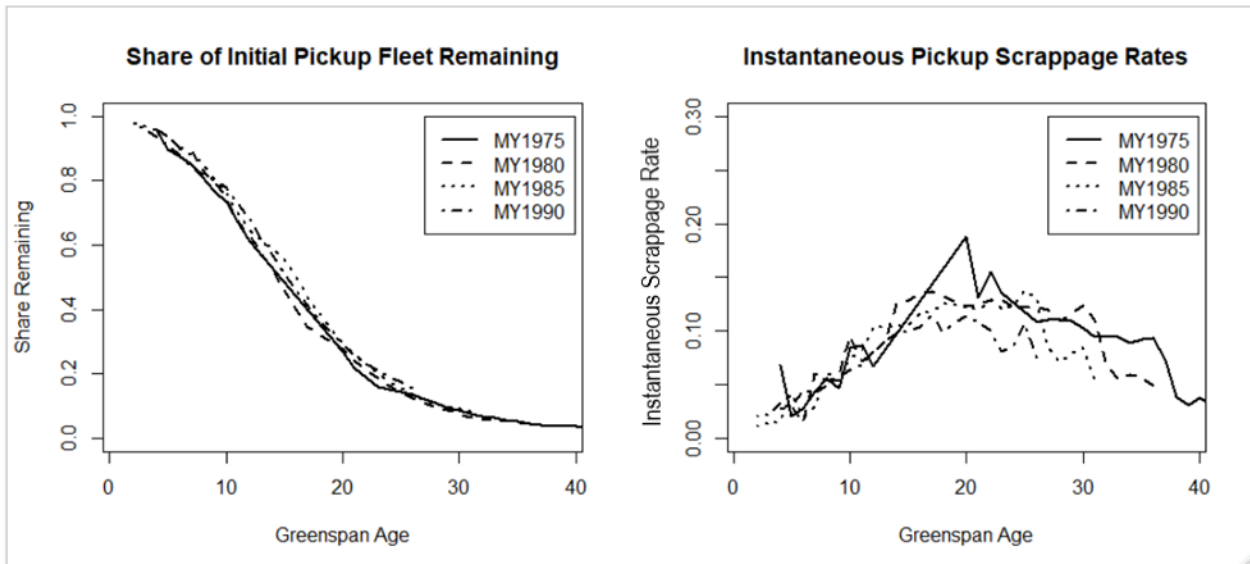 Share of Initial Pickup Fleet Remaining
Share Remaining
1.0
0.8
0.6
0.4
0.2
0.0
MY1975
MY1980
MY1985
MY1990
0 10 20 30 40
Greenspan Age
Instantaneous Pickup Scrappage Rates
Instantaneous Scrappage Rate
0.30
0.20
0.10
0.00
MY1975
MY1980
MY1985
MY1990
0 10 20 30 40
Greenspan Age